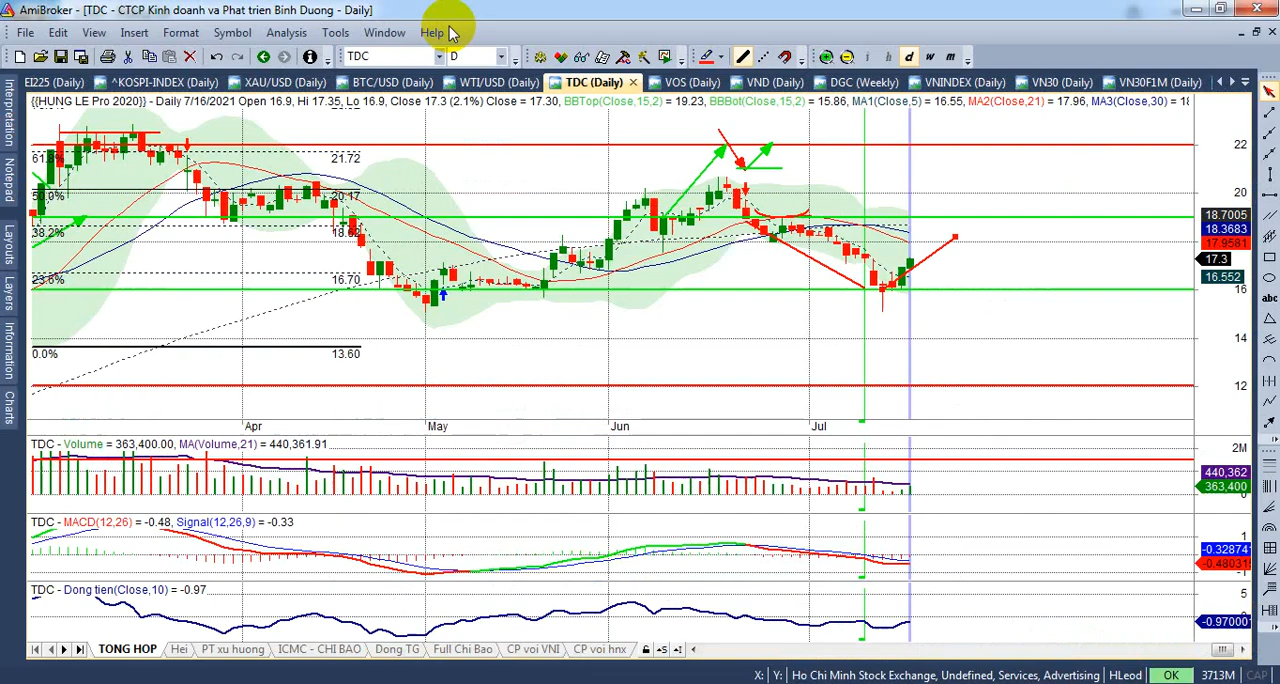 AmiBroker - [TDC - CTCP Kinh doanh va Phat trien Binh Duong - Daily]
File Edit View Insert Format Symbol Analysis Tools Window Help
TDC D i h d w m
EI225 (Daily) ^KOSPI-INDEX (Daily) XAU/USD (Daily) BTC/USD (Daily) WTI/USD (Daily) TDC (Daily) VOS (Daily) VND (Daily) DGC (Weekly) VNINDEX (Daily) VN30 (Daily) VN30F1M (Daily)
Interpretation
Notepad
Layouts
Layers
Information
Charts
{{HUNG LE Pro 2020}} - Daily 7/16/2021 Open 16.9, Hi 17.35, Lo 16.9, Close 17.3 (2.1%) Close = 17.30, BBTop(Close,15,2) = 19.23, BBBot(Close,15,2) = 15.86, MA1(Close,5) = 16.55, MA2(Close,21) = 17.96, MA3(Close,30) = 18
61.8% 21.72
50.0% 20.17
38.2% 18.62
23.6% 16.70
0.0% 13.60
22
20
18.7005
18.3683
17.9581
17.3
16.552
16
14
12
Apr May Jun Jul
TDC - Volume = 363,400.00, MA(Volume,21) = 440,361.91
2M
440,362
363,400
TDC - MACD(12,26) = -0.48, Signal(12,26,9) = -0.33
1
-0.32874
-0.48031
-1
TDC - Dong tien(Close,10) = -0.97
5
-0.97000
TONG HOP Hei PT xu huong ICMC - CHI BAO Dong TG Full Chi Bao CP voi VNI CP voi hnx
X: Y: Ho Chi Minh Stock Exchange, Undefined, Services, Advertising HLeod OK 3713M CAP
abc